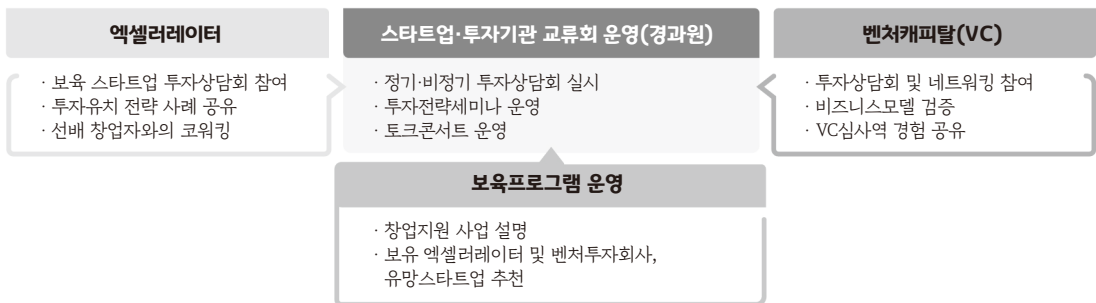 엑셀러레이터
· 보육 스타트업 투자상담회 참여
· 투자유치 전략 사례 공유
· 선배 창업자와의 코워킹
스타트업·투자기관 교류회 운영(경과원)
· 정기·비정기 투자상담회 실시
· 투자전략세미나 운영
· 토크콘서트 운영
벤처캐피탈(VC)
· 투자상담회 및 네트워킹 참여
· 비즈니스모델 검증
· VC심사역 경험 공유
보육프로그램 운영
· 창업지원 사업 설명
· 보유 엑셀러레이터 및 벤처투자회사,
유망스타트업 추천